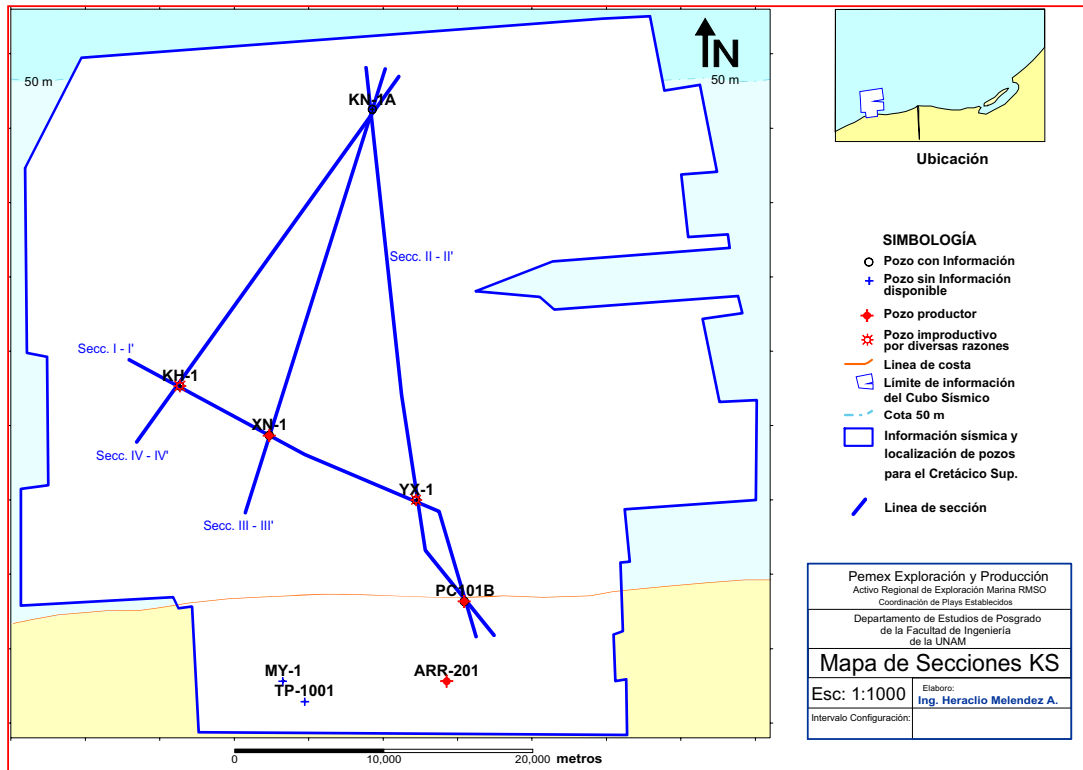 N
50 m
50 m
KN-1A
Secc. II - II'
Secc. I - I'
KH-1
XN-1
Secc. IV - IV'
YX-1
Secc. III - III'
PC101B
MY-1
ARR-201
TP-1001
0
10,000
20,000
metros
Ubicación
SIMBOLOGÍA
Pozo con Información
Pozo sin Información
disponible
Pozo productor
Pozo improductivo
por diversas razones
Linea de costa
Límite de información
del Cubo Sísmico
Cota 50 m
Información sísmica y
localización de pozos
para el Cretácico Sup.
Linea de sección
Pemex Exploración y Producción
Activo Regional de Exploración Marina RMSO
Coordinación de Plays Establecidos
Departamento de Estudios de Posgrado
de la Facultad de Ingeniería
de la UNAM
Mapa de Secciones KS
Esc: 1:1000
Elaboro:
Ing. Heraclio Melendez A.
Intervalo Configuración: